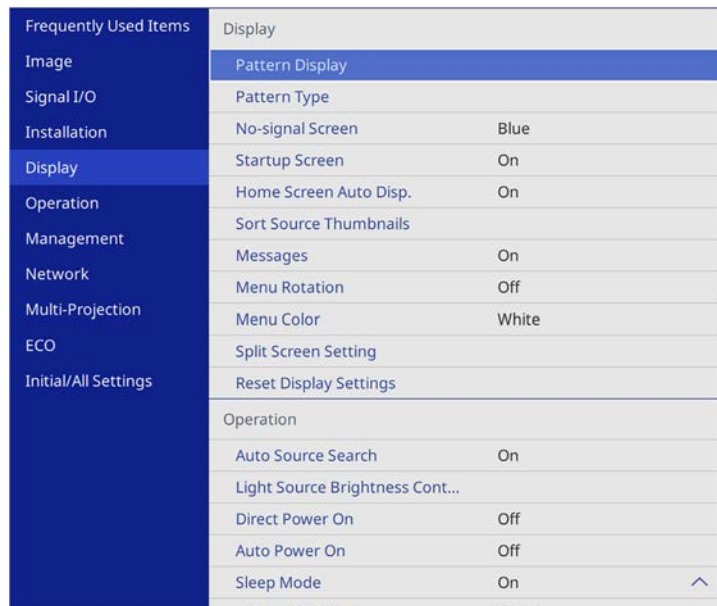 Frequently Used Items
Image
Signal I/O
Installation
Display
Operation
Management
Network
Multi-Projection
ECO
Initial/All Settings
Display
Pattern Display
Pattern Type
No-signal Screen Blue
Startup Screen On
Home Screen Auto Disp. On
Sort Source Thumbnails
Messages On
Menu Rotation Off
Menu Color White
Split Screen Setting
Reset Display Settings
Operation
Auto Source Search On
Light Source Brightness Cont...
Direct Power On Off
Auto Power On Off
Sleep Mode On